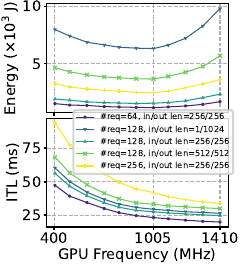 Energy (×10³ J)
10
5
#req=64, in/out len=256/256
#req=128, in/out len=1/1024
#req=128, in/out len=256/256
#req=128, in/out len=512/512
#req=256, in/out len=256/256
ITL (ms)
75
50
25
400
1005
1410
GPU Frequency (MHz)